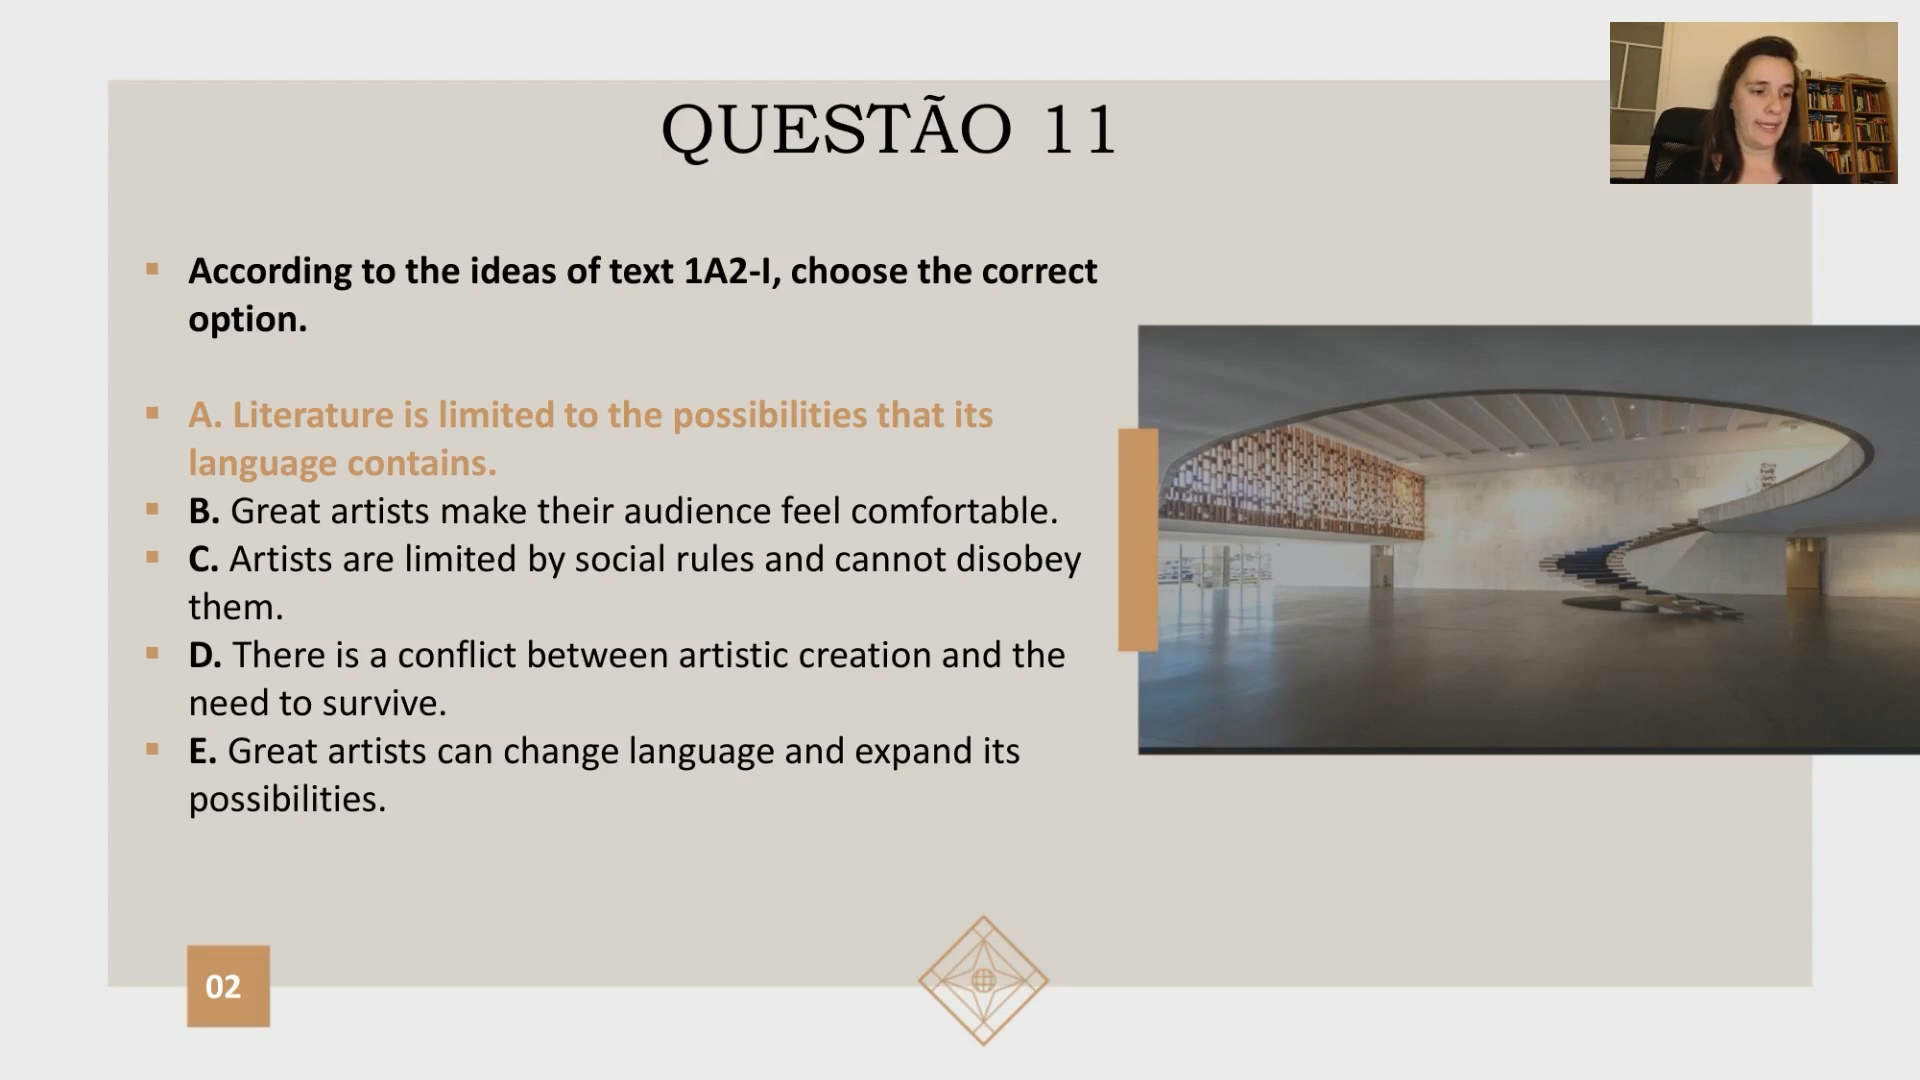 QUESTÃO 11
According to the ideas of text 1A2-I, choose the correct
option.
A. Literature is limited to the possibilities that its
language contains.
B. Great artists make their audience feel comfortable.
C. Artists are limited by social rules and cannot disobey
them.
D. There is a conflict between artistic creation and the
need to survive.
E. Great artists can change language and expand its
possibilities.
02